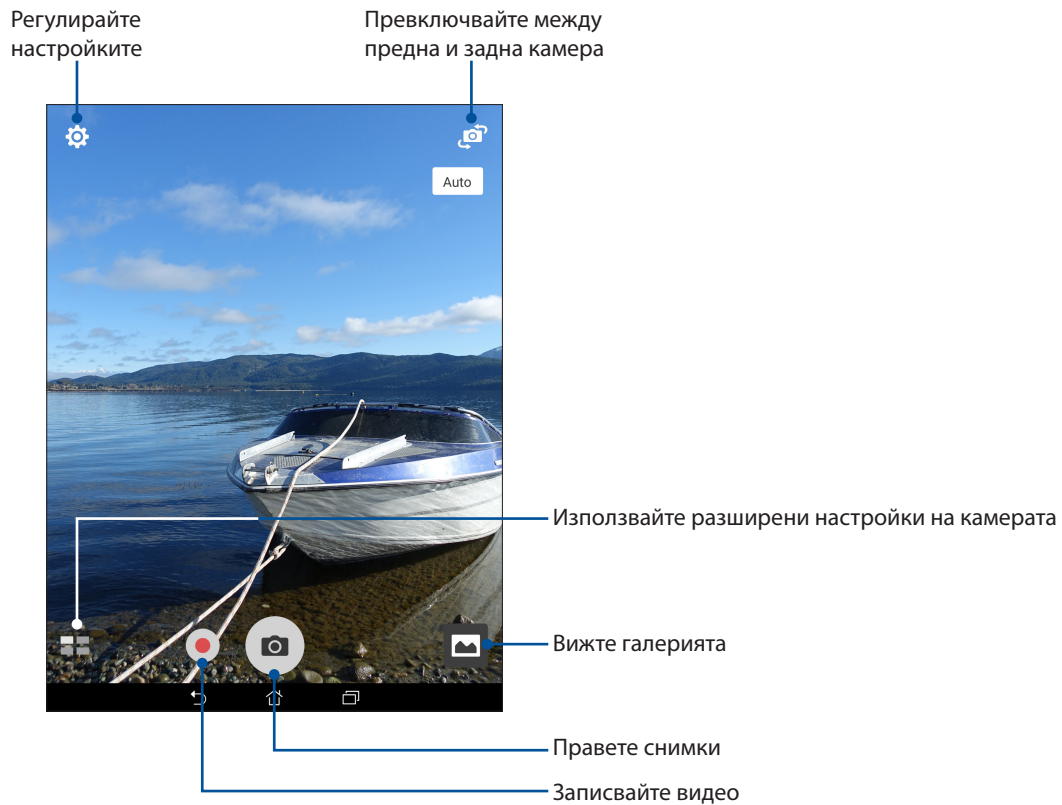 Регулирайте
настройките
Превключвайте между
предна и задна камера
Auto
Използвайте разширени настройки на камерата
Вижте галерията
Правете снимки
Записвайте видео